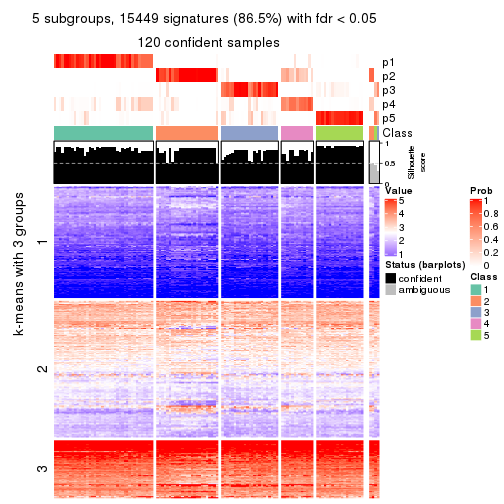 5 subgroups, 15449 signatures (86.5%) with fdr < 0.05
120 confident samples
p1
p2
p3
p4
p5
Class
1
0.5
0
Silhouette
score
k-means with 3 groups
1
2
3
Value
5
4
3
2
1
Status (barplots)
confident
ambiguous
Prob
1
0.8
0.6
0.4
0.2
0
Class
1
2
3
4
5